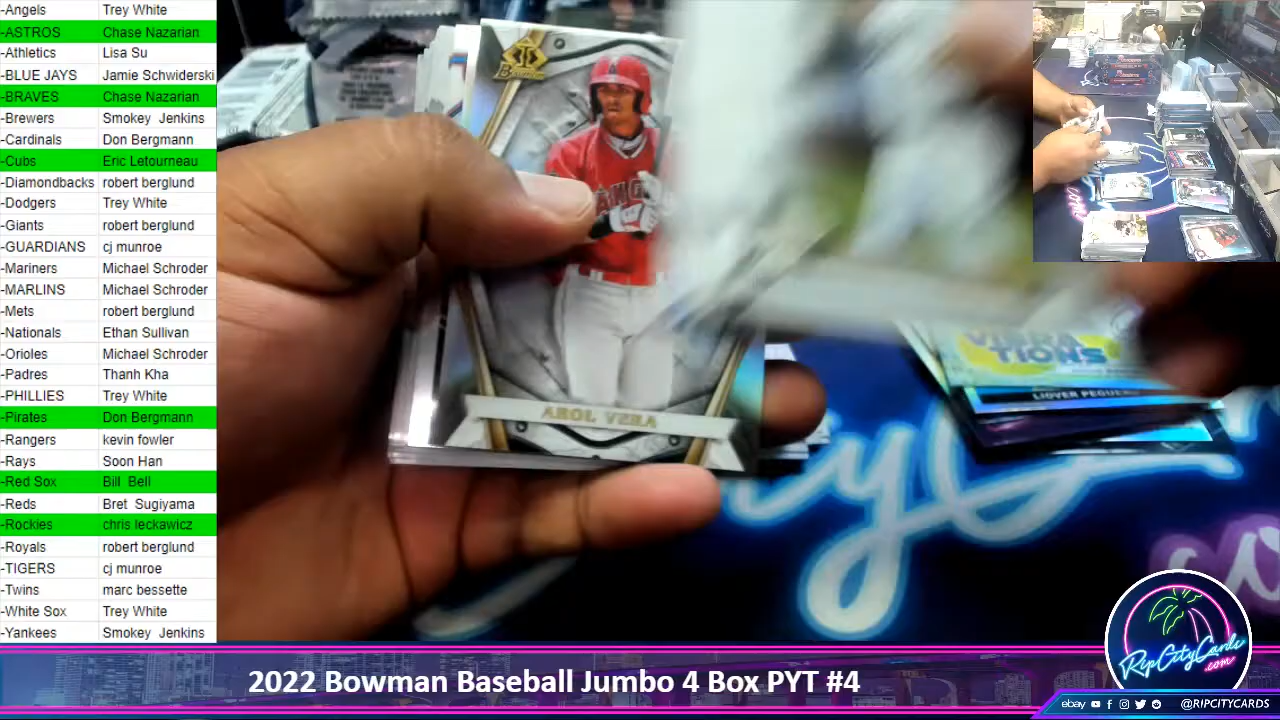 -Angels Trey White
-ASTROS Chase Nazarian
-Athletics Lisa Su
-BLUE JAYS Jamie Schwiderski
-BRAVES Chase Nazarian
-Brewers Smokey Jenkins
-Cardinals Don Bergmann
-Cubs Eric Letourneau
-Diamondbacks robert berglund
-Dodgers Trey White
-Giants robert berglund
-GUARDIANS cj munroe
-Mariners Michael Schroder
-MARLINS Michael Schroder
-Mets robert berglund
-Nationals Ethan Sullivan
-Orioles Michael Schroder
-Padres Thanh Kha
-PHILLIES Trey White
-Pirates Don Bergmann
-Rangers kevin fowler
-Rays Soon Han
-Red Sox Bill Bell
-Reds Bret Sugiyama
-Rockies chris leckawicz
-Royals robert berglund
-TIGERS cj munroe
-Twins marc bessette
-White Sox Trey White
-Yankees Smokey Jenkins
Bowman
AROL VERA
TIONS
LIOVER PEGUERO
RipCityCards
.com
2022 Bowman Baseball Jumbo 4 Box PYT #4
ebay @RIPCITYCARDS